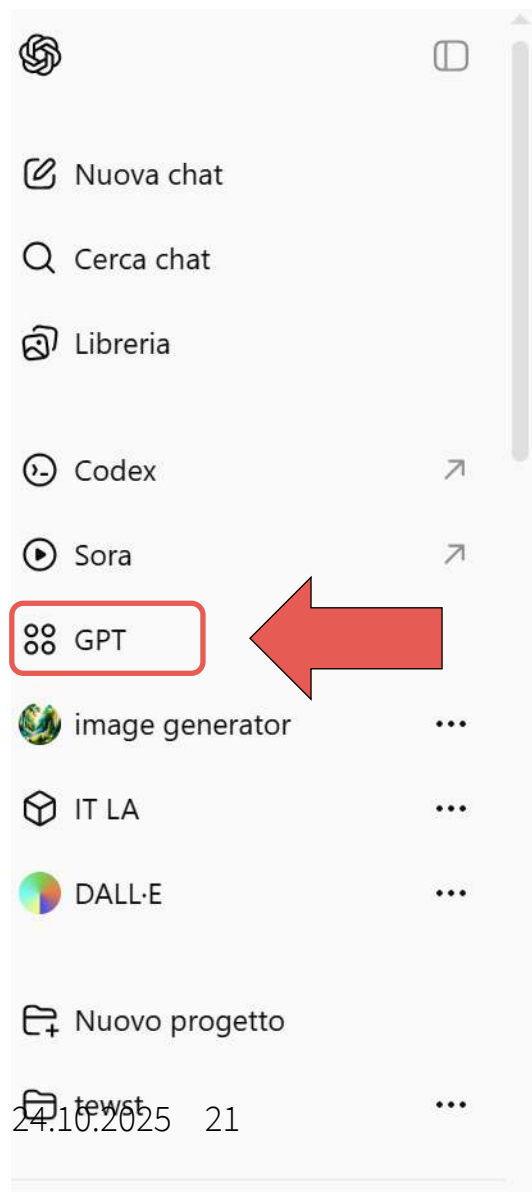 Nuova chat
Cerca chat
Libreria
Codex
Sora
GPT
image generator
IT LA
DALL·E
Nuovo progetto
tewst
24.10.2025 21